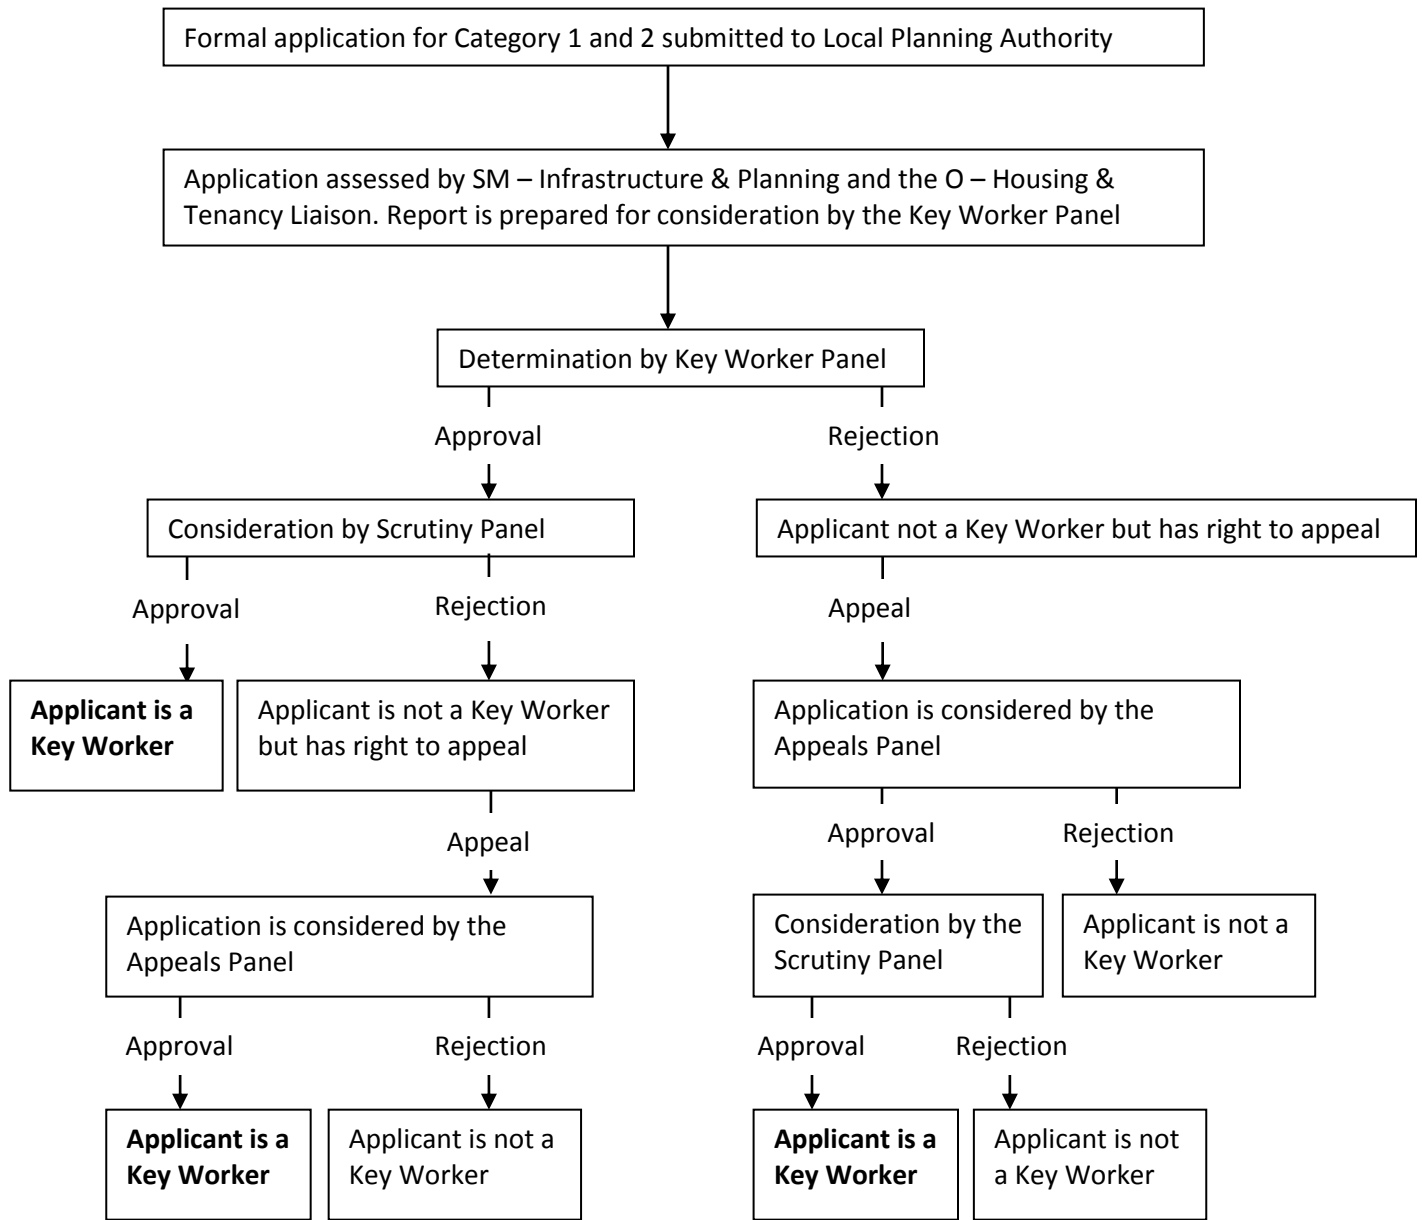 Formal application for Category 1 and 2 submitted to Local Planning Authority
Application assessed by SM – Infrastructure & Planning and the O – Housing &
Tenancy Liaison. Report is prepared for consideration by the Key Worker Panel
Determination by Key Worker Panel
Approval
Rejection
Consideration by Scrutiny Panel
Applicant not a Key Worker but has right to appeal
Approval
Rejection
Appeal
Applicant is a
Key Worker
Applicant is not a Key Worker
but has right to appeal
Application is considered by the
Appeals Panel
Appeal
Approval
Rejection
Application is considered by the
Appeals Panel
Consideration by the
Scrutiny Panel
Applicant is not a
Key Worker
Approval
Rejection
Approval
Rejection
Applicant is a
Key Worker
Applicant is not a
Key Worker
Applicant is a
Key Worker
Applicant is not
a Key Worker